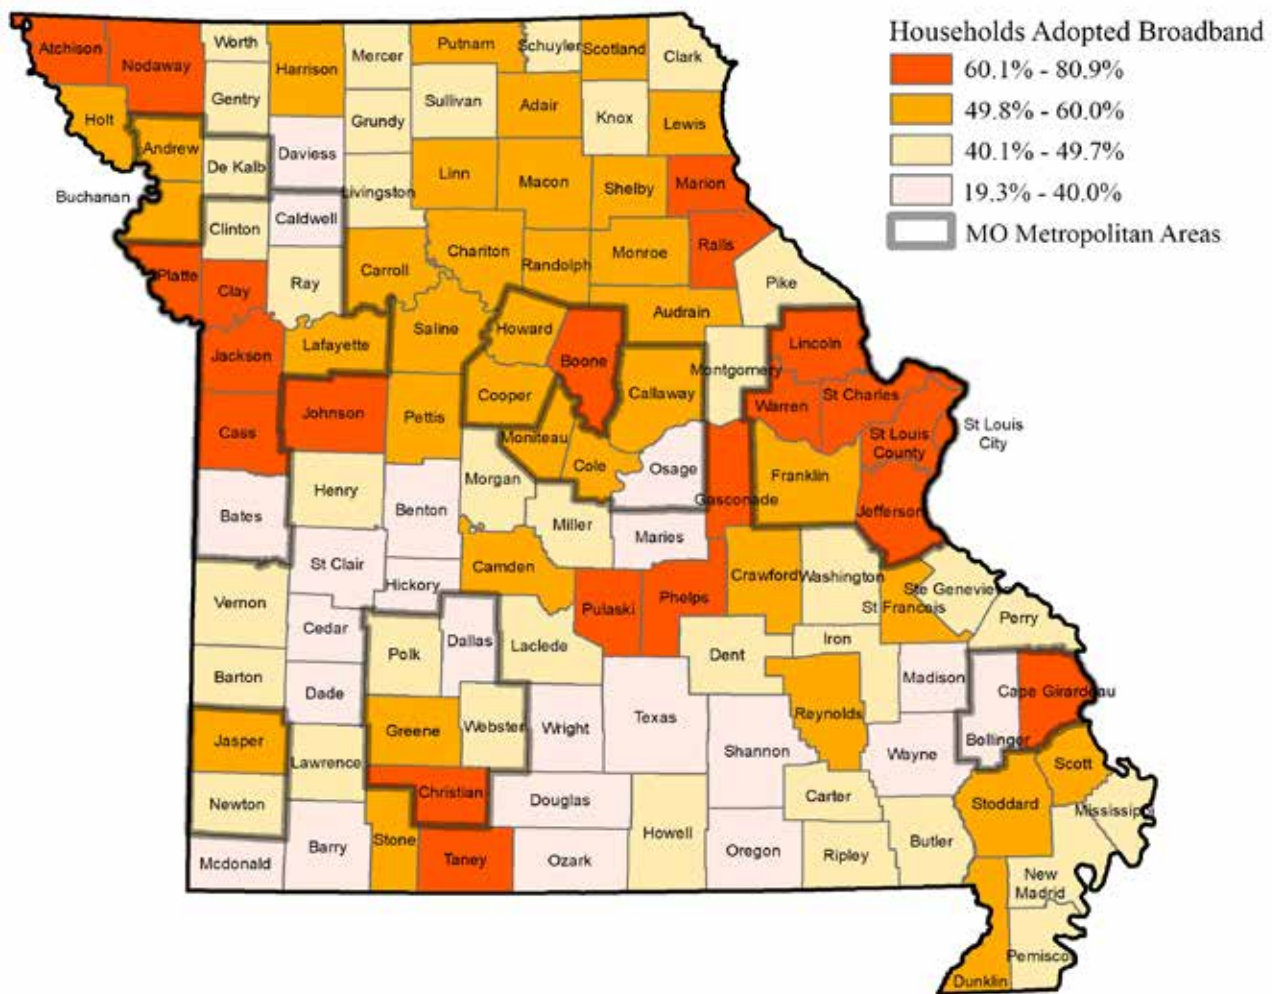 Households Adopted Broadband
60.1% - 80.9%
49.8% - 60.0%
40.1% - 49.7%
19.3% - 40.0%
MO Metropolitan Areas
Atchison
Nodaway
Worth
Harrison
Mercer
Putnam
Schuyler
Scotland
Clark
Holt
Andrew
Gentry
De Kalb
Daviess
Grundy
Sullivan
Adair
Knox
Lewis
Buchanan
Clinton
Caldwell
Livingston
Linn
Macon
Shelby
Marion
Platte
Clay
Ray
Carroll
Chariton
Randolph
Monroe
Ralls
Pike
Jackson
Lafayette
Saline
Howard
Boone
Audrain
Callaway
Montgomery
Lincoln
Warren
St Charles
St Louis
County
St Louis
City
Cass
Johnson
Pettis
Cooper
Moniteau
Cole
Osage
Gasconade
Franklin
Jefferson
Bates
Henry
Benton
Morgan
Miller
Maries
St Clair
Hickory
Camden
Pulaski
Phelps
Crawford
Washington
St Francois
Ste Genevieve
Perry
Vernon
Cedar
Polk
Dallas
Laclede
Dent
Iron
Madison
Bollinger
Cape Girardeau
Barton
Dade
Greene
Webster
Wright
Texas
Shannon
Reynolds
Wayne
Jasper
Lawrence
Christian
Douglas
Howell
Carter
Butler
Stoddard
Scott
Mississippi
Newton
Mcdonald
Barry
Stone
Taney
Ozark
Oregon
Ripley
New
Madrid
Pemisco
Dunklin